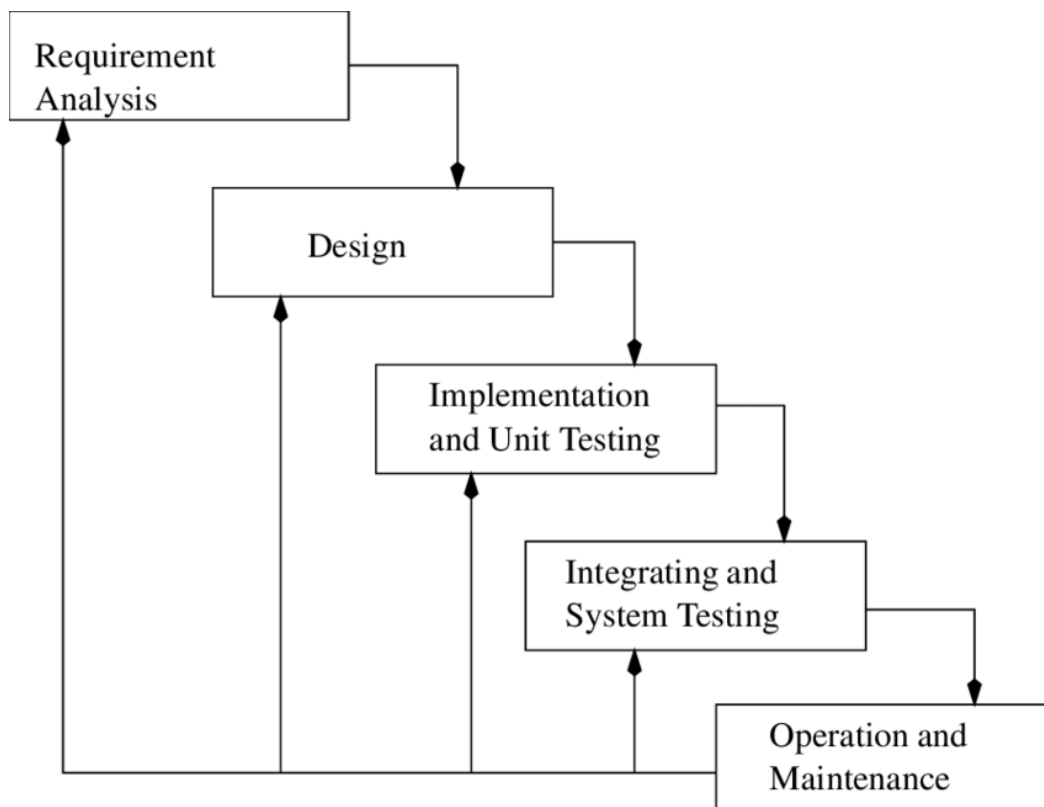 Requirement
Analysis
Design
Implementation
and Unit Testing
Integrating and
System Testing
Operation and
Maintenance